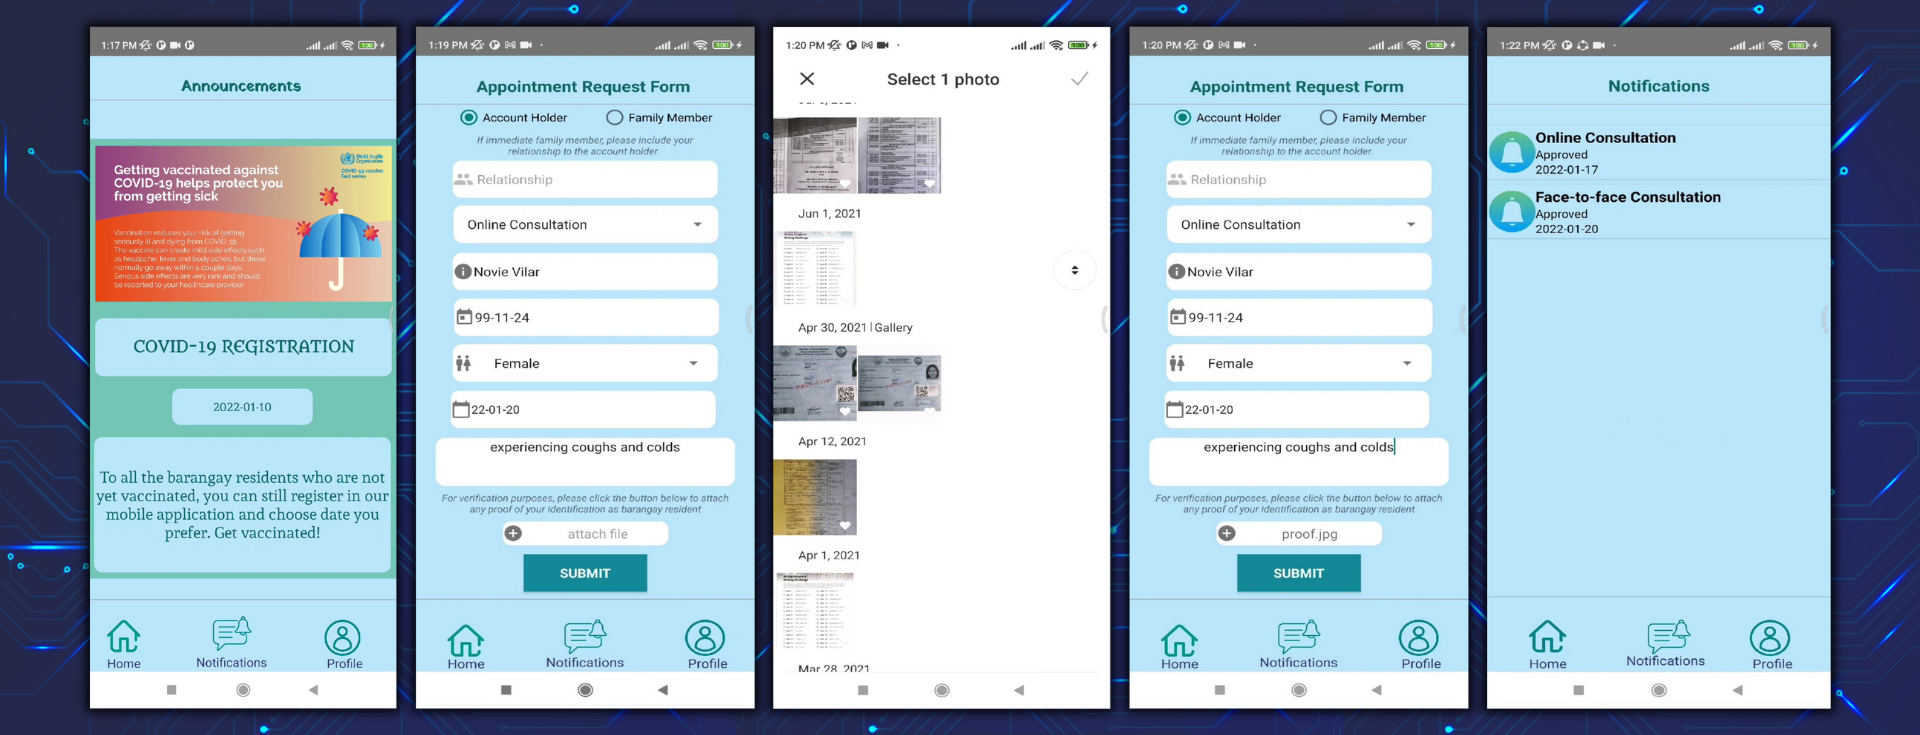 1:17 PM
100
Announcements
World Health
Organization
COVID-19 vaccine
fact series
Getting vaccinated against
COVID-19 helps protect you
from getting sick
Vaccination reduces your risk of getting
seriously ill and dying from COVID-19.
The vaccine can create mild side effects such
as headache, fever and body aches, but these
normally go away within a couple days.
Serious side effects are very rare and should
be reported to your healthcare provider.
COVID-19 REGISTRATION
2022-01-10
To all the barangay residents who are not
yet vaccinated, you can still register in our
mobile application and choose date you
prefer. Get vaccinated!
Home
Notifications
Profile
1:19 PM
100
Appointment Request Form
Account Holder
Family Member
If immediate family member, please include your
relationship to the account holder.
Relationship
Online Consultation
Novie Vilar
99-11-24
Female
22-01-20
experiencing coughs and colds
For verification purposes, please click the button below to attach
any proof of your identification as barangay resident
attach file
SUBMIT
Home
Notifications
Profile
1:20 PM
100
Select 1 photo
Jun 1, 2021
Apr 30, 2021 | Gallery
Apr 12, 2021
Apr 1, 2021
Mar 28, 2021
1:20 PM
100
Appointment Request Form
Account Holder
Family Member
If immediate family member, please include your
relationship to the account holder.
Relationship
Online Consultation
Novie Vilar
99-11-24
Female
22-01-20
experiencing coughs and colds
For verification purposes, please click the button below to attach
any proof of your identification as barangay resident
proof.jpg
SUBMIT
Home
Notifications
Profile
1:22 PM
100
Notifications
Online Consultation
Approved
2022-01-17
Face-to-face Consultation
Approved
2022-01-20
Home
Notifications
Profile